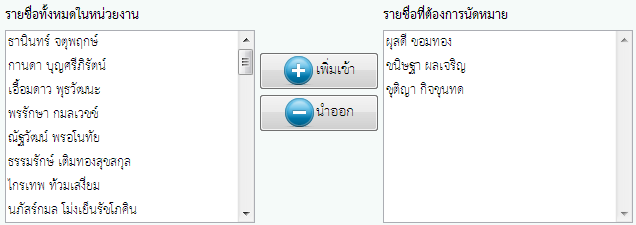 รายชื่อทั้งหมดในหน่วยงาน
ธานินทร์ จตุพฤกษ์
กานดา บุญศรีภิรัตน์
เอื้อมดาว พุธวัฒนะ
พรรักษา กมลเวชช์
ณัฐวัฒน์ พรอโนทัย
ธรรมรักษ์ เติมทองสุขสกุล
ไกรเทพ ท้วมเสงี่ยม
นภัสร์กมล โม่งเย็นรัชโภคิน
เพิ่มเข้า
นำออก
รายชื่อที่ต้องการนัดหมาย
ผุสดี ขอมทอง
ชนิษฐา ผลเจริญ
ชุติญา กิจขุนทด